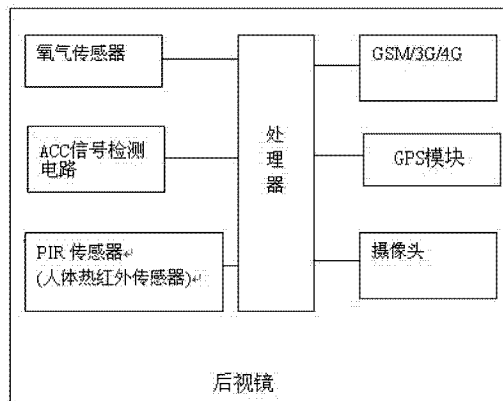 氧气传感器
ACC信号检测
电路
PIR 传感器↵
(人体热红外传感器)↵
处
理
器
GSM/3G/4G
GPS模块
摄像头
后视镜